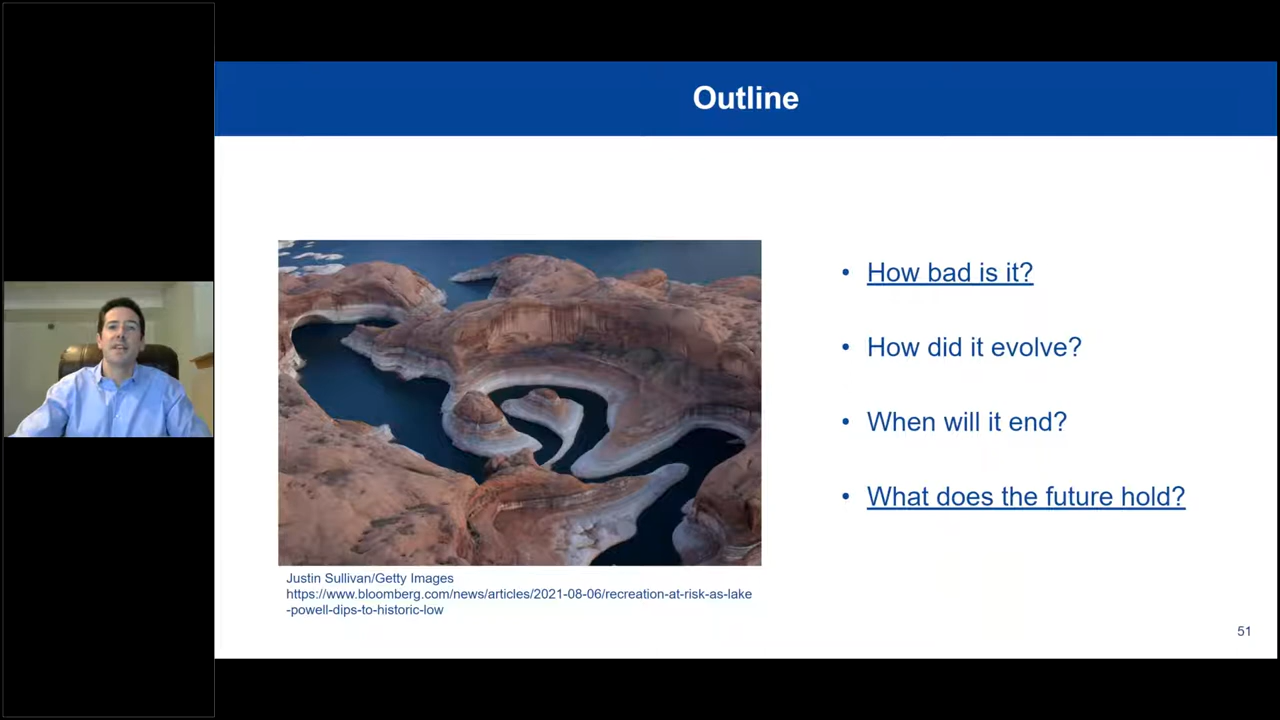 Outline
• How bad is it?
• How did it evolve?
• When will it end?
• What does the future hold?
Justin Sullivan/Getty Images
https://www.bloomberg.com/news/articles/2021-08-06/recreation-at-risk-as-lake
-powell-dips-to-historic-low
51